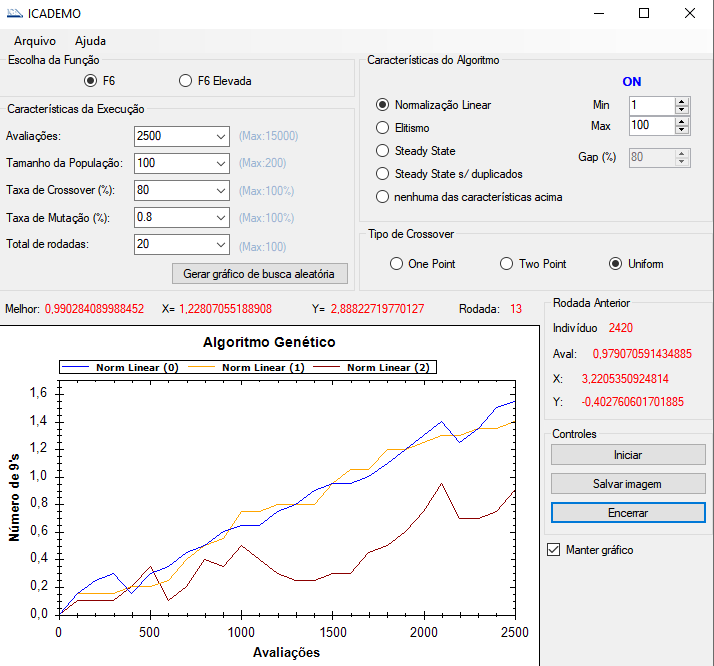 ICADEMO
Arquivo Ajuda
Escolha da Função
F6 F6 Elevada
Características da Execução
Avaliações: 2500 (Max:15000)
Tamanho da População: 100 (Max:200)
Taxa de Crossover (%): 80 (Max:100%)
Taxa de Mutação (%): 0.8 (Max:100%)
Total de rodadas: 20 (Max:100)
Gerar gráfico de busca aleatória
Características do Algoritmo
ON
Normalização Linear Min 1
Elitismo Max 100
Steady State Gap (%) 80
Steady State s/ duplicados
nenhuma das características acima
Tipo de Crossover
One Point Two Point Uniform
Melhor: 0,990284089988452 X= 1,22807055188908 Y= 2,88822719770127 Rodada: 13
Algoritmo Genético
Norm Linear (0) Norm Linear (1) Norm Linear (2)
Número de 9's
1,6
1,4
1,2
1,0
0,8
0,6
0,4
0,2
0,0
0 500 1000 1500 2000 2500
Avaliações
Rodada Anterior
Indivíduo 2420
Aval: 0,979070591434885
X: 3,2205350924814
Y: -0,402760601701885
Controles
Iniciar
Salvar imagem
Encerrar
Manter gráfico